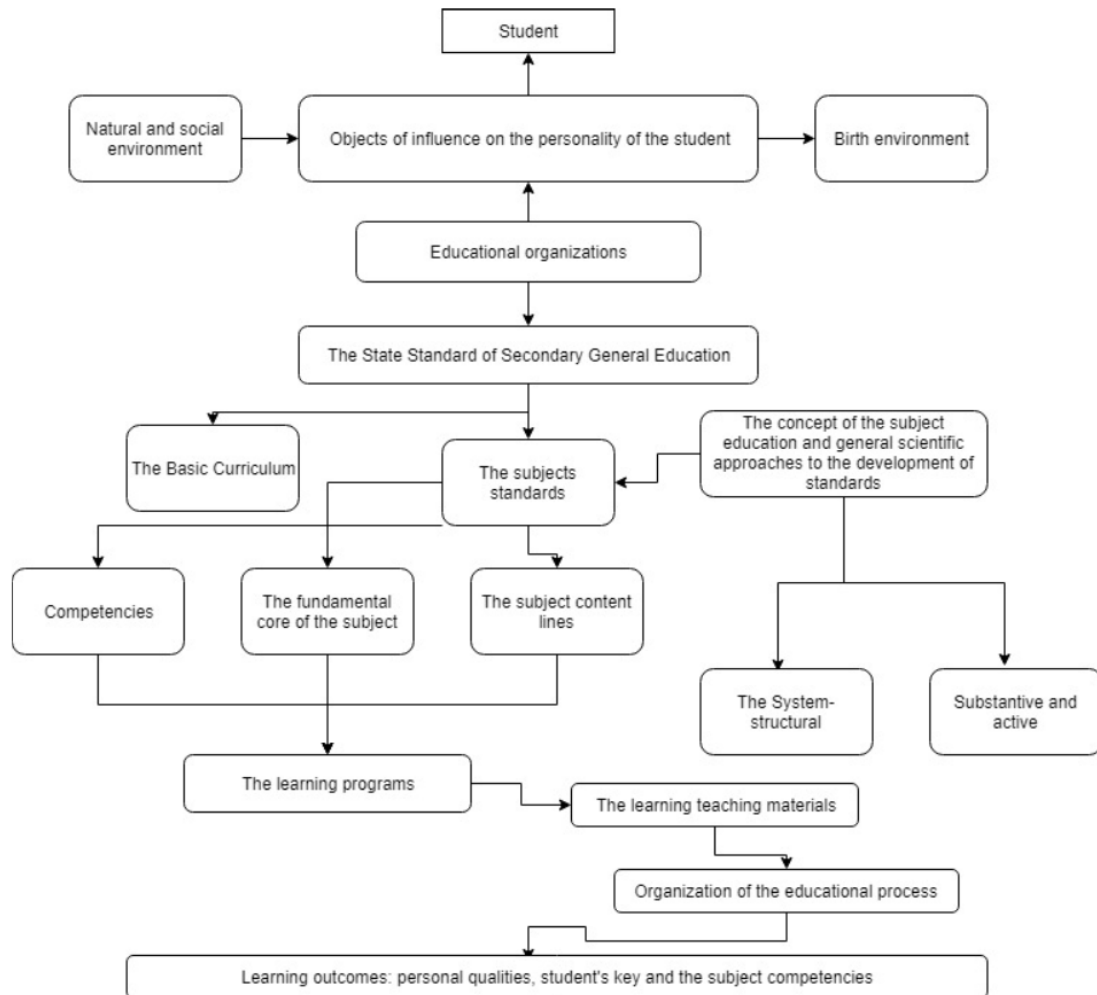 Student
Natural and social
environment
Objects of influence on the personality of the student
Birth environment
Educational organizations
The State Standard of Secondary General Education
The Basic Curriculum
The subjects
standards
The concept of the subject
education and general scientific
approaches to the development of
standards
Competencies
The fundamental
core of the subject
The subject content
lines
The System-
structural
Substantive and
active
The learning programs
The learning teaching materials
Organization of the educational process
Learning outcomes: personal qualities, student's key and the subject competencies